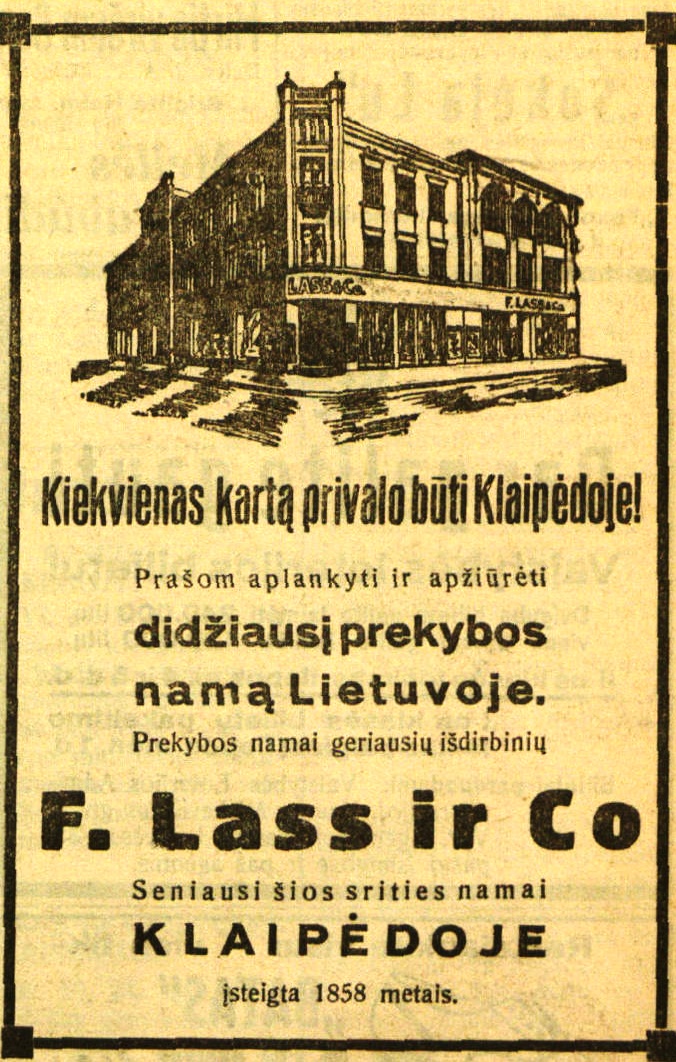 LASS & Co.
F. LASS & Co.
Kiekvienas kartą privalo būti Klaipėdoje!
Prašom aplankyti ir apžiūrėti
didžiausį prekybos
namą Lietuvoje.
Prekybos namai geriausių išdirbinių
F. Lass ir Co
Seniausi šios srities namai
KLAIPĖDOJE
įsteigta 1858 metais.